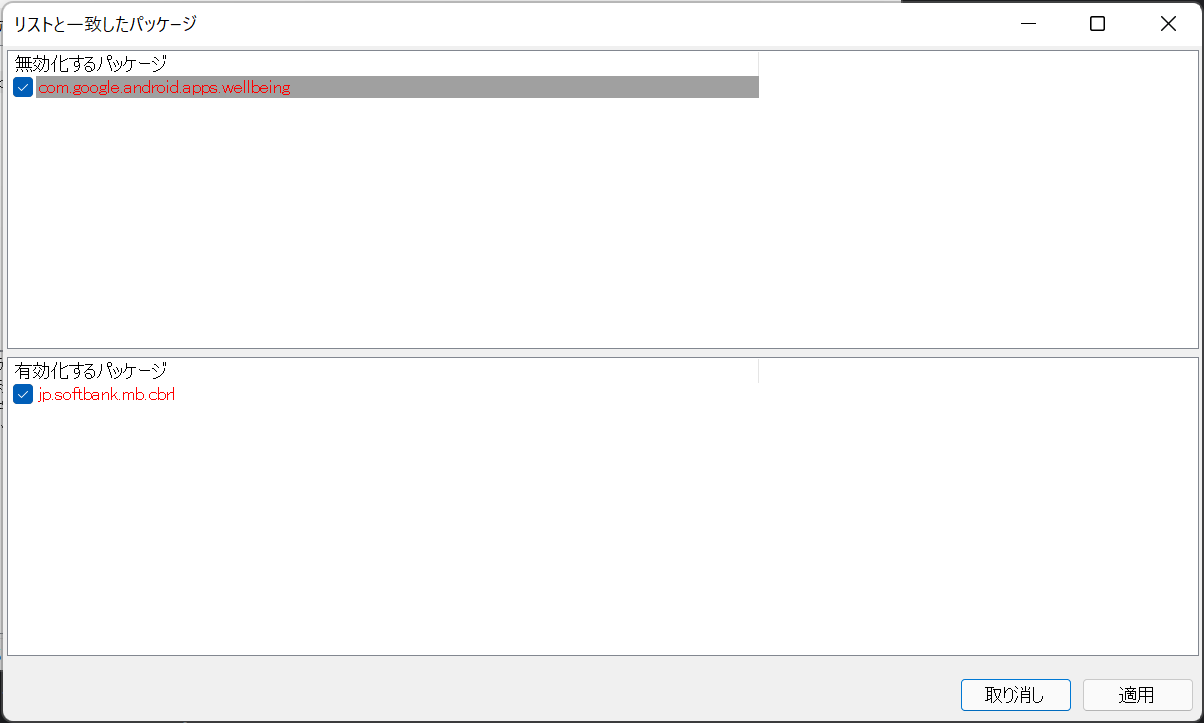 リストと一致したパッケージ
無効化するパッケージ
com.google.android.apps.wellbeing
有効化するパッケージ
jp.softbank.mb.cbrl
取り消し
適用